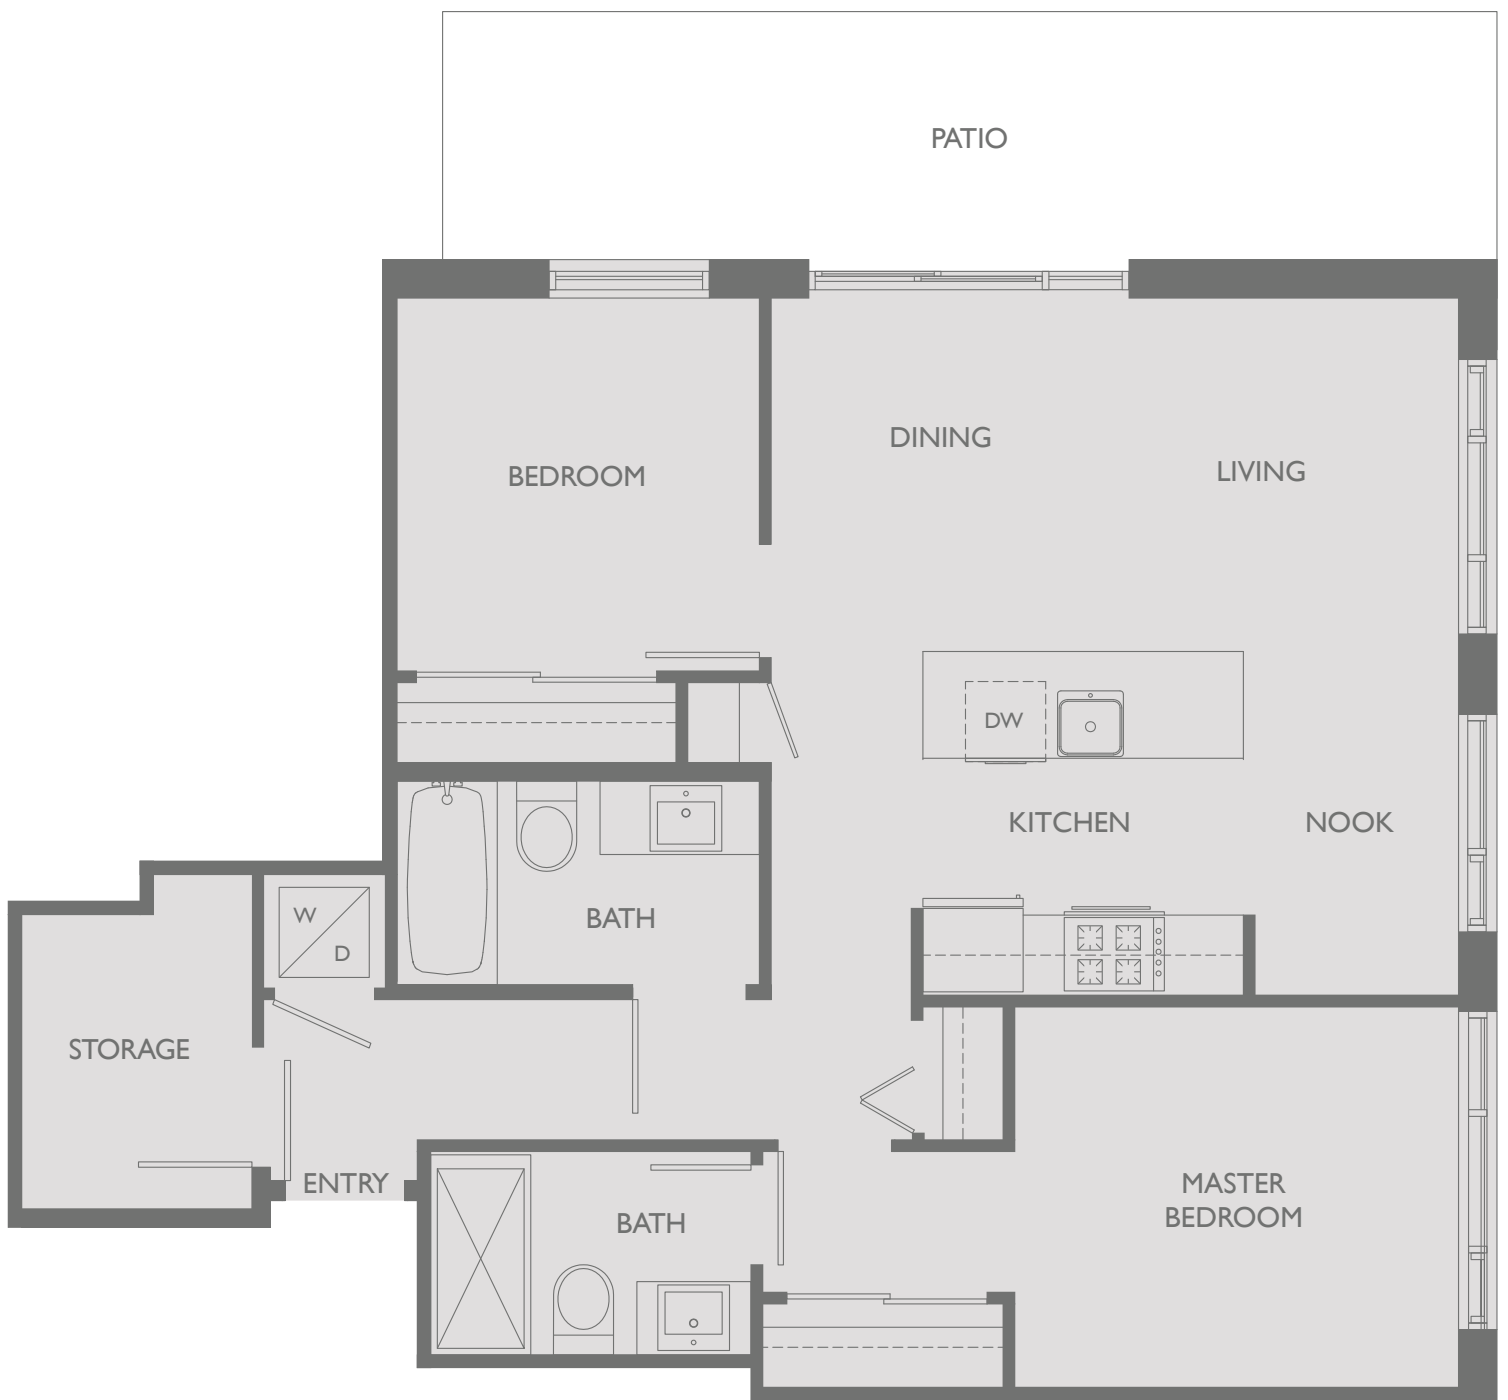 PATIO
DINING
LIVING
BEDROOM
DW
KITCHEN
NOOK
W
D
BATH
STORAGE
ENTRY
BATH
MASTER
BEDROOM